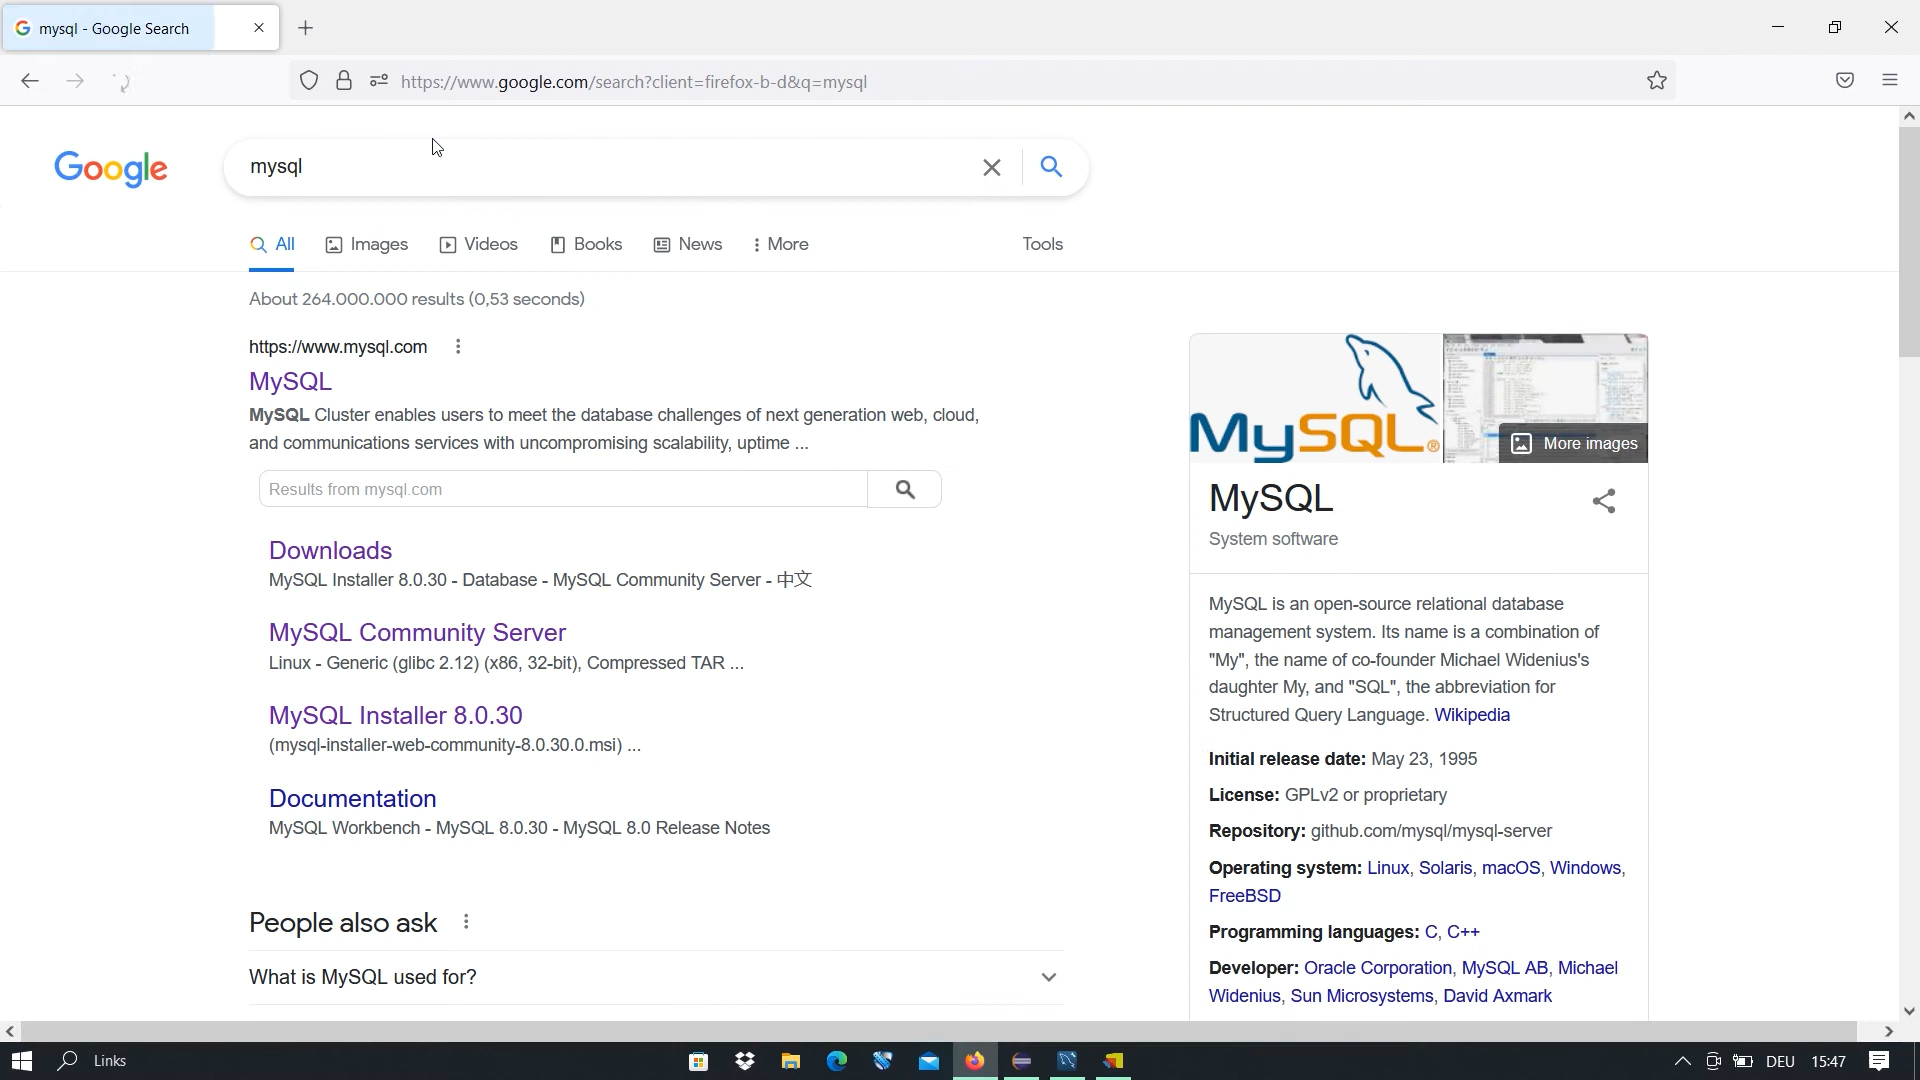 mysql - Google Search
https://www.google.com/search?client=firefox-b-d&q=mysql
Google
mysql
All
Images
Videos
Books
News
More
Tools
About 264.000.000 results (0,53 seconds)
https://www.mysql.com
MySQL
MySQL Cluster enables users to meet the database challenges of next generation web, cloud,
and communications services with uncompromising scalability, uptime ...
Results from mysql.com
Downloads
MySQL Installer 8.0.30 - Database - MySQL Community Server - 中文
MySQL Community Server
Linux - Generic (glibc 2.12) (x86, 32-bit), Compressed TAR ...
MySQL Installer 8.0.30
(mysql-installer-web-community-8.0.30.0.msi) ...
Documentation
MySQL Workbench - MySQL 8.0.30 - MySQL 8.0 Release Notes
People also ask
What is MySQL used for?
MySQL®
More images
MySQL
System software
MySQL is an open-source relational database
management system. Its name is a combination of
"My", the name of co-founder Michael Widenius's
daughter My, and "SQL", the abbreviation for
Structured Query Language. Wikipedia
Initial release date: May 23, 1995
License: GPLv2 or proprietary
Repository: github.com/mysql/mysql-server
Operating system: Linux, Solaris, macOS, Windows,
FreeBSD
Programming languages: C, C++
Developer: Oracle Corporation, MySQL AB, Michael
Widenius, Sun Microsystems, David Axmark
Links
DEU
15:47